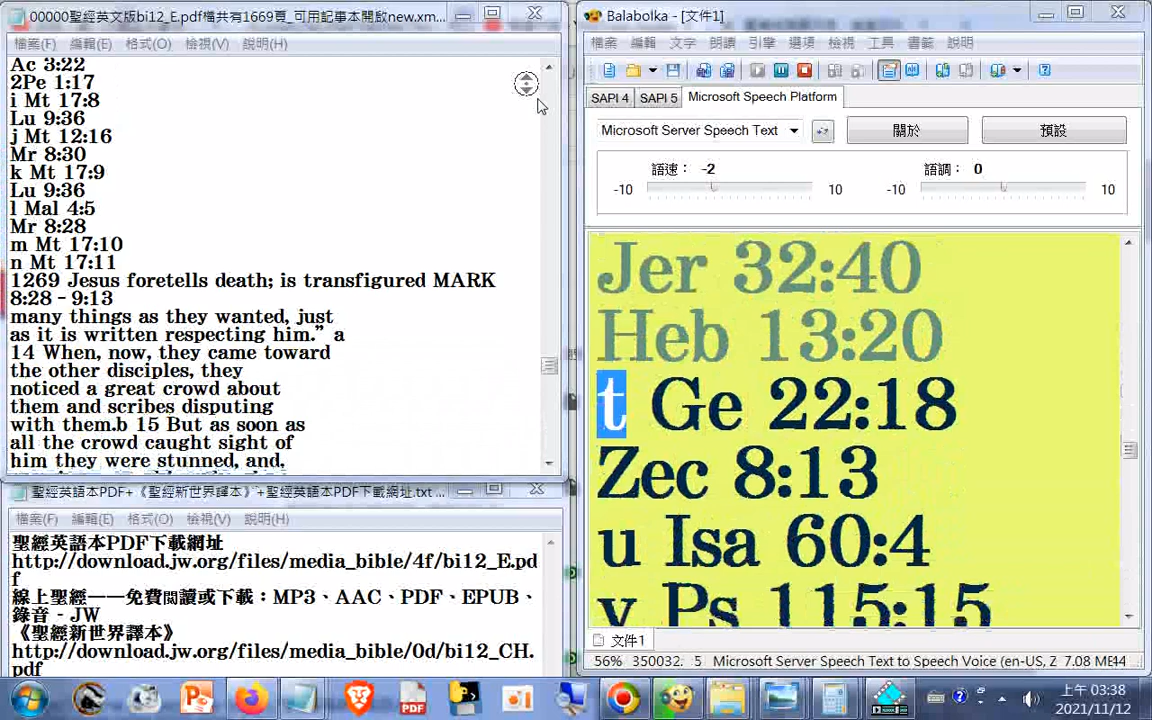 00000聖經英文版bi12_E.pdf檔共有1669頁_可用記事本開啟new.xm...
檔案(F) 編輯(E) 格式(O) 檢視(V) 說明(H)
Ac 3:22
2Pe 1:17
i Mt 17:8
Lu 9:36
j Mt 12:16
Mr 8:30
k Mt 17:9
Lu 9:36
l Mal 4:5
Mr 8:28
m Mt 17:10
n Mt 17:11
1269 Jesus foretells death; is transfigured MARK
8:28 – 9:13
many things as they wanted, just
as it is written respecting him.” a
14 When, now, they came toward
the other disciples, they
noticed a great crowd about
them and scribes disputing
with them.b 15 But as soon as
all the crowd caught sight of
him they were stunned, and,
聖經英語本PDF+《聖經新世界譯本》+聖經英語本PDF下載網址.txt ...
檔案(F) 編輯(E) 格式(O) 檢視(V) 說明(H)
聖經英語本PDF下載網址
http://download.jw.org/files/media_bible/4f/bi12_E.pd
f
線上聖經——免費閱讀或下載：MP3、AAC、PDF、EPUB、
錄音 - JW
《聖經新世界譯本》
http://download.jw.org/files/media_bible/0d/bi12_CH.
pdf
Balabolka - [文件1]
檔案 編輯 文字 朗讀 引擎 選項 檢視 工具 書籤 說明
SAPI 4 SAPI 5 Microsoft Speech Platform
Microsoft Server Speech Text 關於 預設
語速： -2 語調： 0
-10 10 -10 10
Jer 32:40
Heb 13:20
t Ge 22:18
Zec 8:13
u Isa 60:4
v Ps 115:15
文件1
56% 350032. 5 Microsoft Server Speech Text to Speech Voice (en-US, Z 7.08 ME44
上午 03:38
2021/11/12